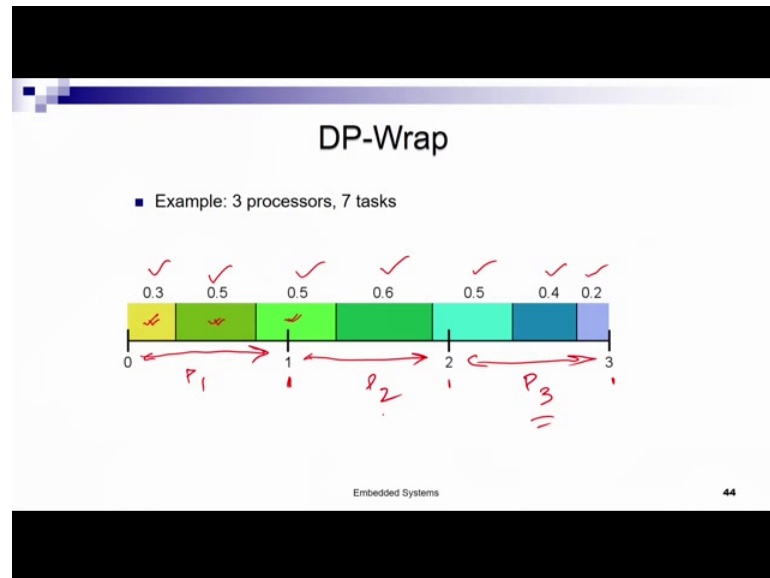 DP-Wrap
Example: 3 processors, 7 tasks
0.3 0.5 0.5 0.6 0.5 0.4 0.2
0 1 2 3
P1 P2 P3
Embedded Systems 44